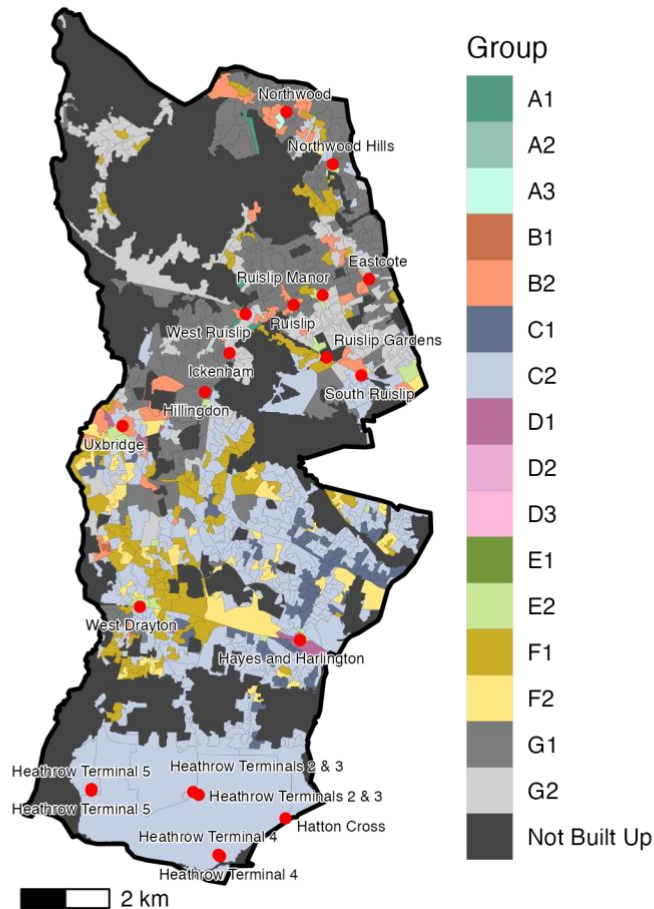 Group
A1
A2
A3
B1
B2
C1
C2
D1
D2
D3
E1
E2
F1
F2
G1
G2
Not Built Up
Northwood
Northwood Hills
Eastcote
Ruislip Manor
Ruislip
West Ruislip
Ruislip Gardens
Ickenham
South Ruislip
Hillingdon
Uxbridge
West Drayton
Hayes and Harlington
Heathrow Terminal 5
Heathrow Terminals 2 & 3
Heathrow Terminals 2 & 3
Heathrow Terminal 5
Hatton Cross
Heathrow Terminal 4
Heathrow Terminal 4
2 km